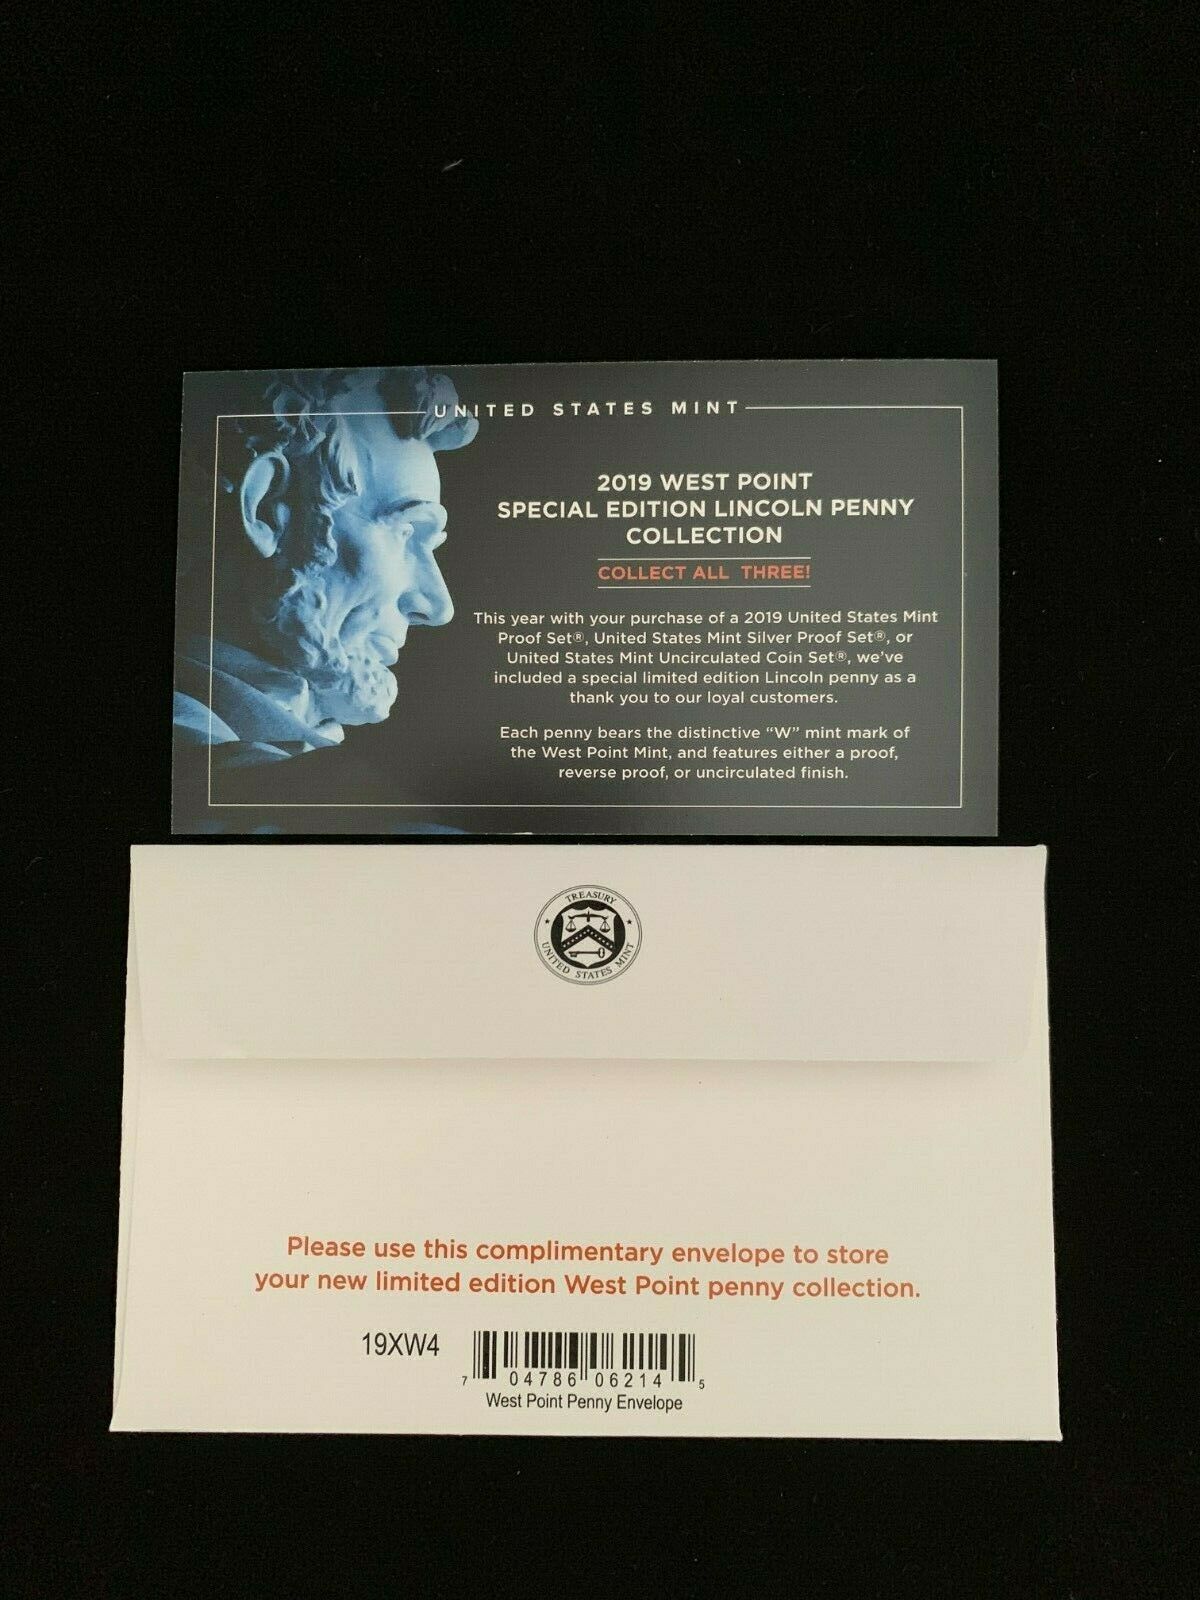 UNITED STATES MINT
2019 WEST POINT
SPECIAL EDITION LINCOLN PENNY
COLLECTION
COLLECT ALL THREE!
This year with your purchase of a 2019 United States Mint
Proof Set®, United States Mint Silver Proof Set®, or
United States Mint Uncirculated Coin Set®, we've
included a special limited edition Lincoln penny as a
thank you to our loyal customers.
Each penny bears the distinctive “W” mint mark of
the West Point Mint, and features either a proof,
reverse proof, or uncirculated finish.
TREASURY
UNITED STATES MINT
Please use this complimentary envelope to store
your new limited edition West Point penny collection.
19XW4
7 04786 06214 5
West Point Penny Envelope